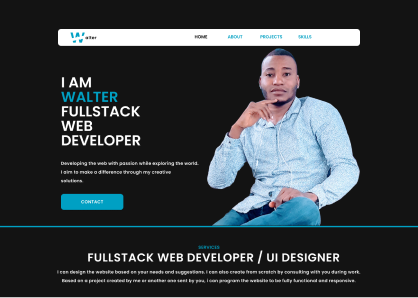 Walter HOME ABOUT PROJECTS SKILLS
I AM
WALTER
FULLSTACK
WEB
DEVELOPER
Developing the web with passion while exploring the world.
I aim to make a difference through my creative
solutions.
CONTACT
SERVICES
FULLSTACK WEB DEVELOPER / UI DESIGNER
I can design the website based on your needs and suggestions. I can also create from scratch by consulting with you during work.
Based on a project created by me or another one sent by you, I can program the website to be fully functional and responsive.